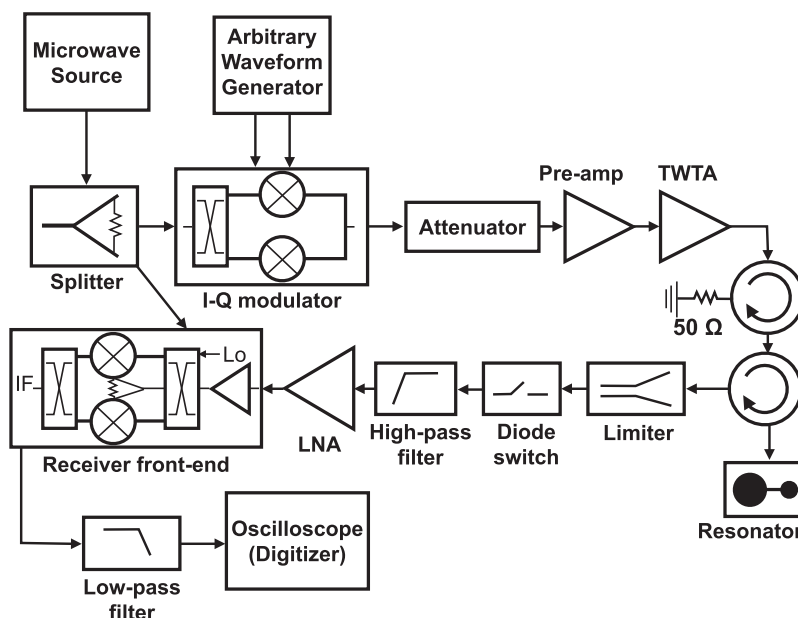 Microwave
Source
Arbitrary
Waveform
Generator
Pre-amp
TWTA
Attenuator
Splitter
I-Q modulator
50 Ω
IF
Lo
LNA
High-pass
filter
Diode
switch
Limiter
Receiver front-end
Resonator
Oscilloscope
(Digitizer)
Low-pass
filter